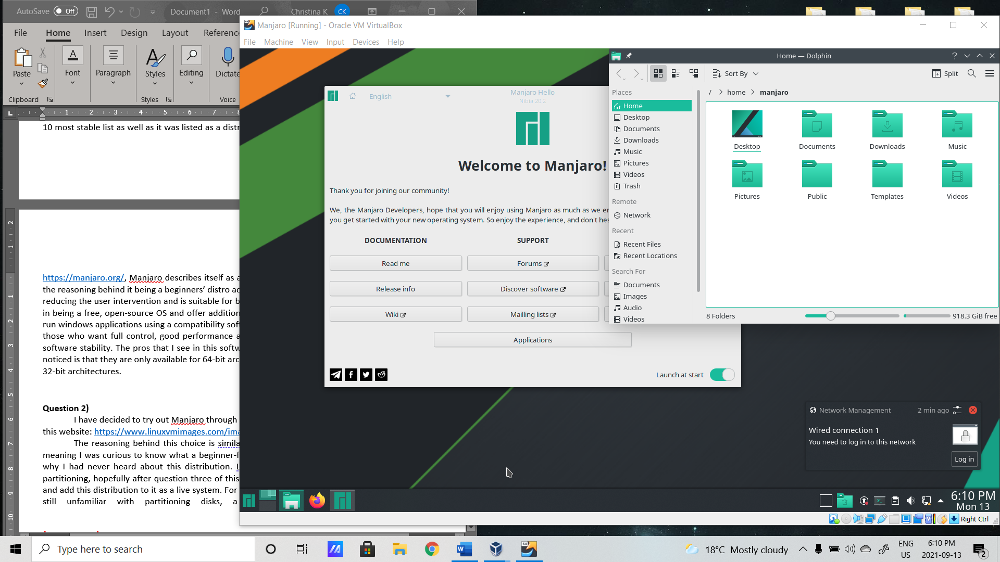 AutoSave Off Document1 - Word Christina K CK
File Home Insert Design Layout Reference
Paste Font Paragraph Styles Editing Dictate
Clipboard Styles Voice
10 most stable list as well as it was listed as a distr
https://manjaro.org/, Manjaro describes itself as a
the reasoning behind it being a beginners’ distro ac
reducing the user intervention and is suitable for b
in being a free, open-source OS and offer addition
run windows applications using a compatibility soft
those who want full control, good performance a
software stability. The pros that I see in this softw
noticed is that they are only available for 64-bit arc
32-bit architectures.
Question 2)
I have decided to try out Manjaro through
this website: https://www.linuxvmimages.com/ima
The reasoning behind this choice is simila
meaning I was curious to know what a beginner-f
why I had never heard about this distribution. L
partitioning, hopefully after question three of this
and add this distribution to it as a live system. For
still unfamiliar with partitioning disks, a
Manjaro [Running] - Oracle VM VirtualBox
File Machine View Input Devices Help
English
Manjaro Hello
Nibia 20.2
Welcome to Manjaro!
Thank you for joining our community!
We, the Manjaro Developers, hope that you will enjoy using Manjaro as much as we en
you get started with your new operating system. So enjoy the experience, and don't hes
DOCUMENTATION SUPPORT
Read me Forums
Release info Discover software
Wiki Mailling lists
Applications
Launch at start
Home — Dolphin
Sort By Split
Places
Home
Desktop
Documents
Downloads
Music
Pictures
Videos
Trash
Remote
Network
Recent
Recent Files
Recent Locations
Search For
Documents
Images
Audio
Videos
/ > home > manjaro
Desktop Documents Downloads Music
Pictures Public Templates Videos
8 Folders 918.3 GiB free
Network Management 2 min ago
Wired connection 1
You need to log in to this network
Log in
6:10 PM
Mon 13
Right Ctrl
Type here to search
18°C Mostly cloudy
ENG
US
6:10 PM
2021-09-13
2